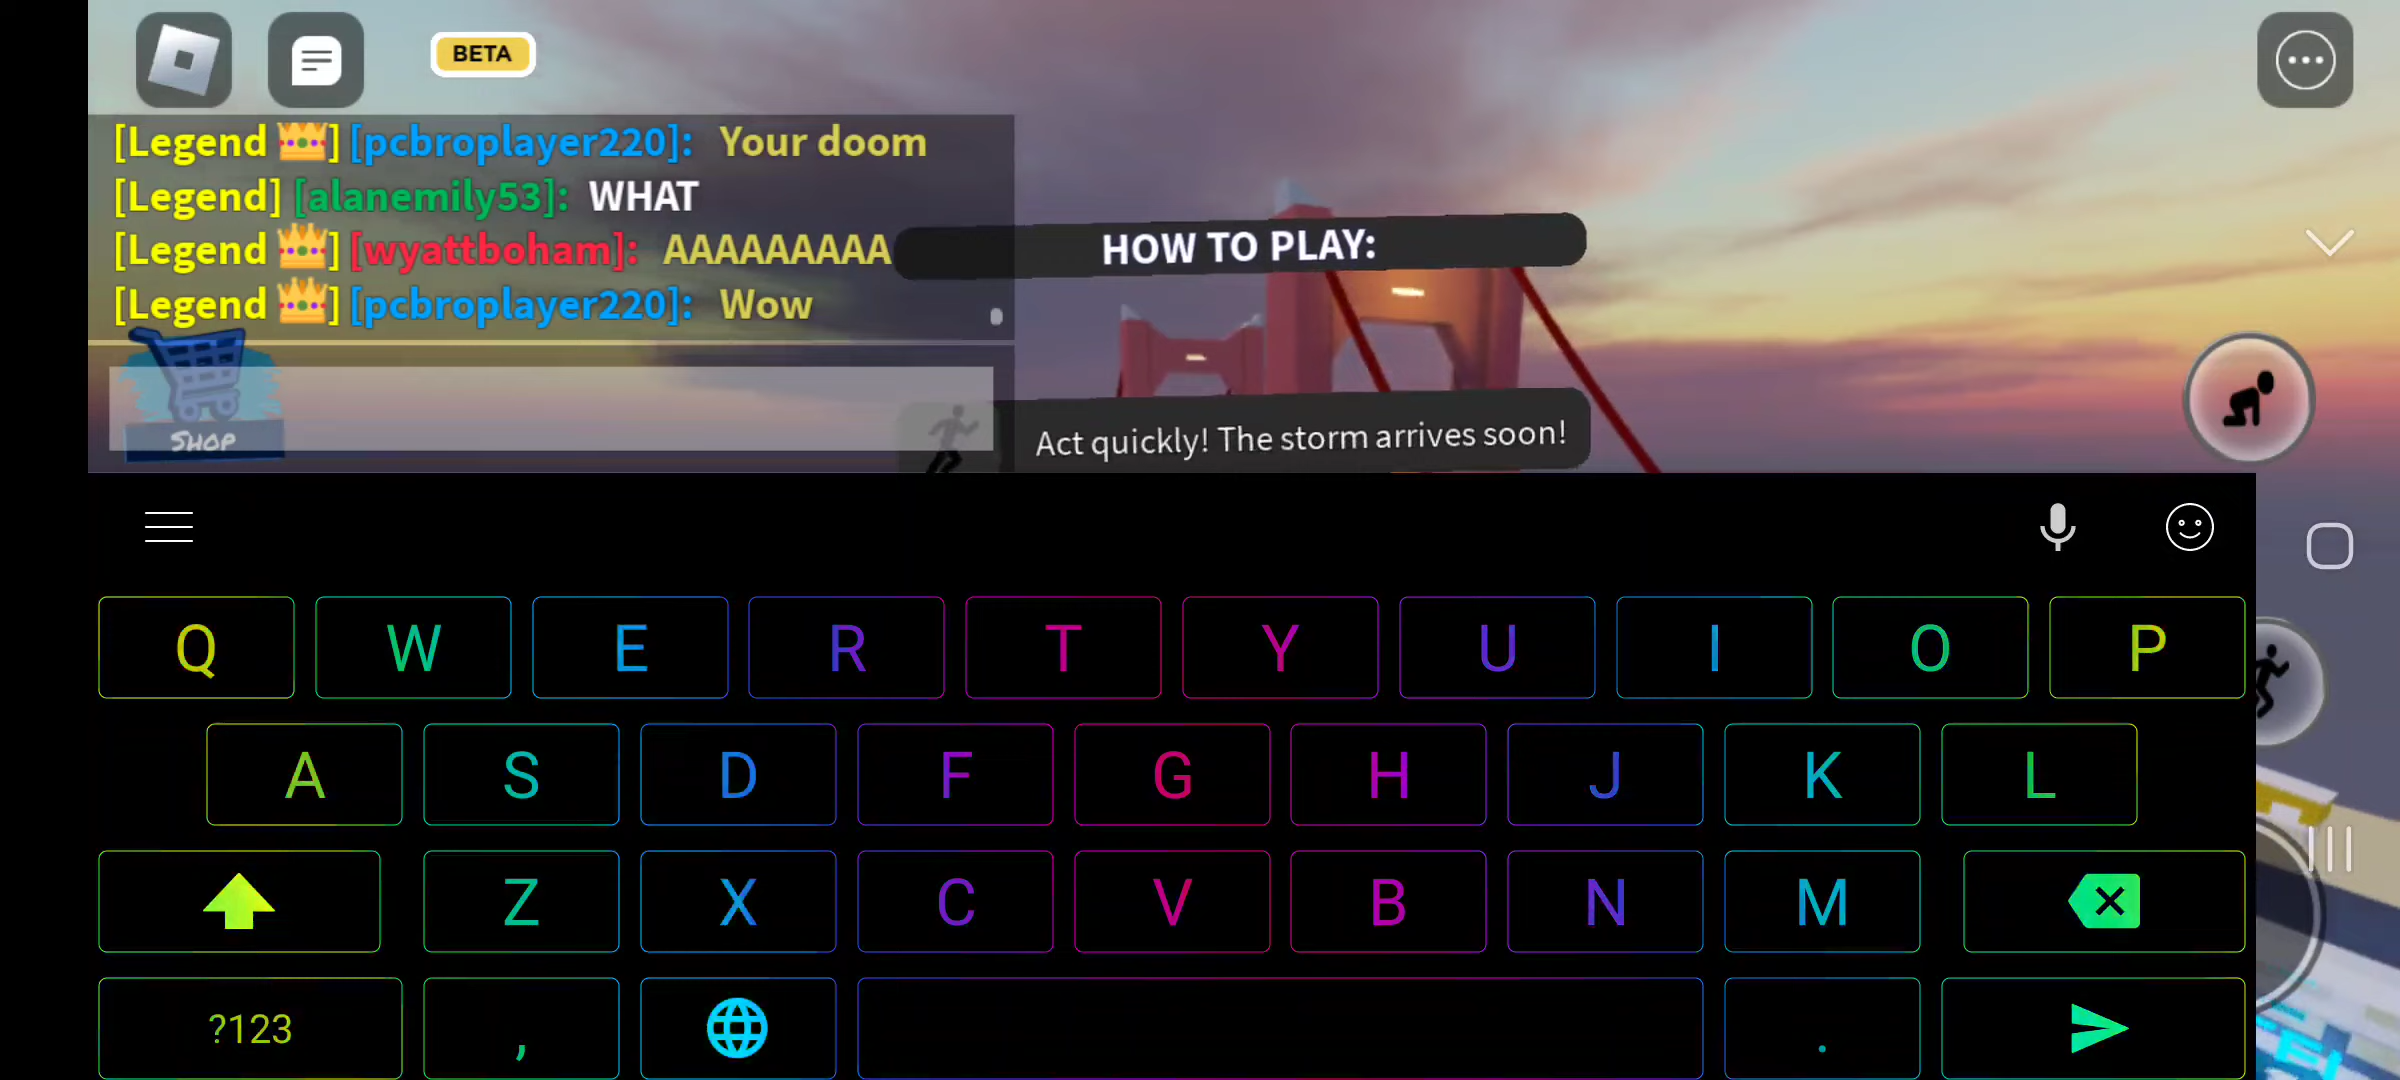 BETA
[Legend 👑] [pcbroplayer220]: Your doom
[Legend] [alanemily53]: WHAT
[Legend 👑] [wyattboham]: AAAAAAAAA
[Legend 👑] [pcbroplayer220]: Wow
HOW TO PLAY:
SHOP
Act quickly! The storm arrives soon!
Q W E R T Y U I O P
A S D F G H J K L
Z X C V B N M
?123 , .